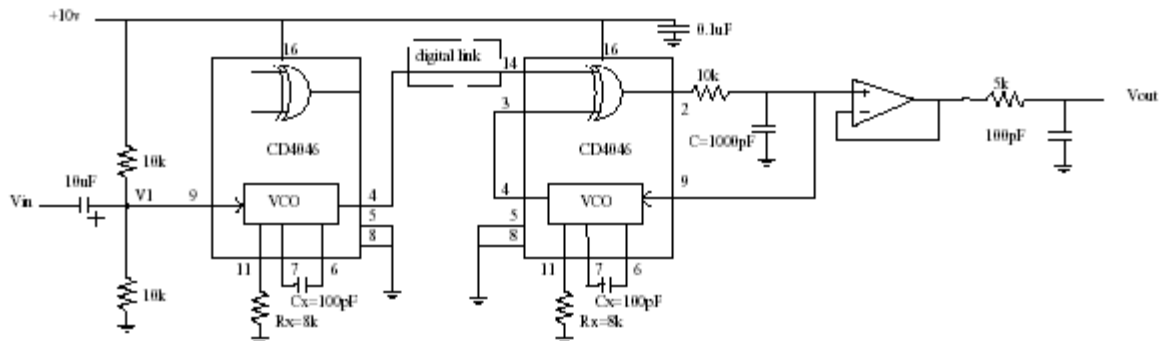 +10v
0.1uF
16
digital link
14
16
10k
2
3
5k
Vout
C=1000pF
100pF
CD4046
CD4046
10k
10uF
Vin
V1
9
VCO
4
5
8
4
VCO
9
5
8
11
7
6
11
7
6
10k
Cx=100pF
Rx=8k
Cx=100pF
Rx=8k
+
+
-